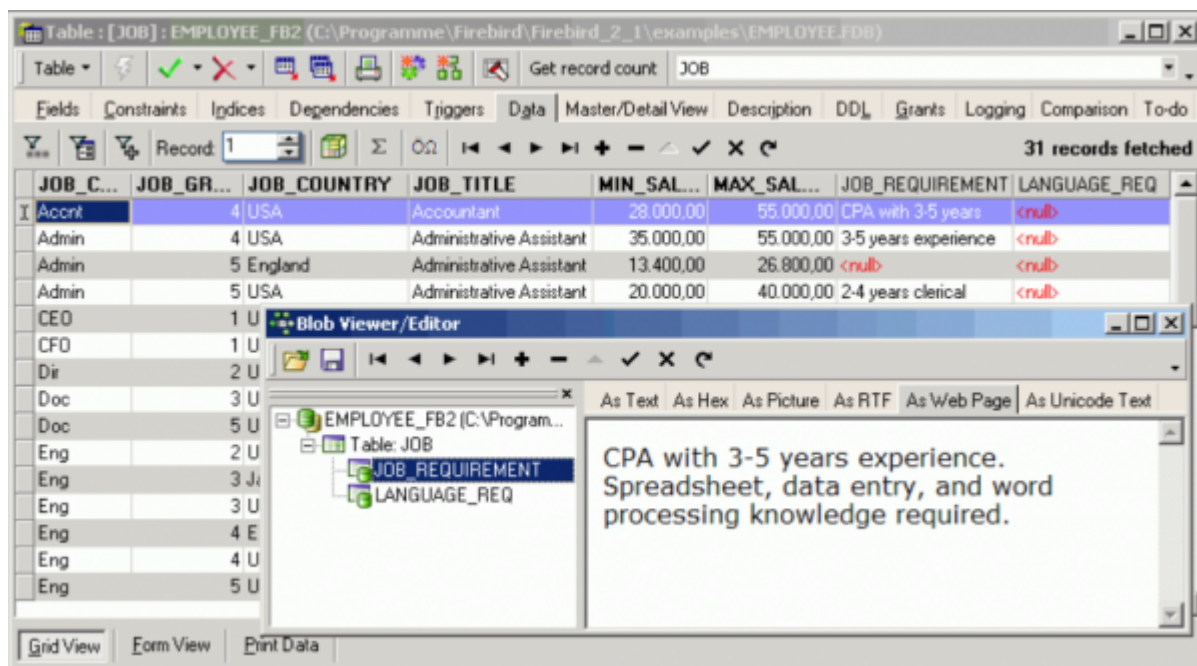 Table : [JOB] : EMPLOYEE_FB2 (C:\Programme\Firebird\Firebird_2_1\examples\EMPLOYEE.FDB)
Table Get record count JOB
Fields Constraints Indices Dependencies Triggers Data Master/Detail View Description DDL Grants Logging Comparison To-do
Record: 1 Σ ÖΩ 31 records fetched
JOB_C... JOB_GR... JOB_COUNTRY JOB_TITLE MIN_SAL... MAX_SAL... JOB_REQUIREMENT LANGUAGE_REQ
Accnt 4 USA Accountant 28.000,00 55.000,00 CPA with 3-5 years <null>
Admin 4 USA Administrative Assistant 35.000,00 55.000,00 3-5 years experience <null>
Admin 5 England Administrative Assistant 13.400,00 26.800,00 <null> <null>
Admin 5 USA Administrative Assistant 20.000,00 40.000,00 2-4 years clerical <null>
CEO 1 U
CFO 1 U
Dir 2 U
Doc 3 U
Doc 5 U
Eng 2 U
Eng 3 Ja
Eng 3 U
Eng 4 E
Eng 4 U
Eng 5 U
Blob Viewer/Editor
EMPLOYEE_FB2 (C:\Program...
Table: JOB
JOB_REQUIREMENT
LANGUAGE_REQ
As Text As Hex As Picture As RTF As Web Page As Unicode Text
CPA with 3-5 years experience.
Spreadsheet, data entry, and word
processing knowledge required.
Grid View Form View Print Data